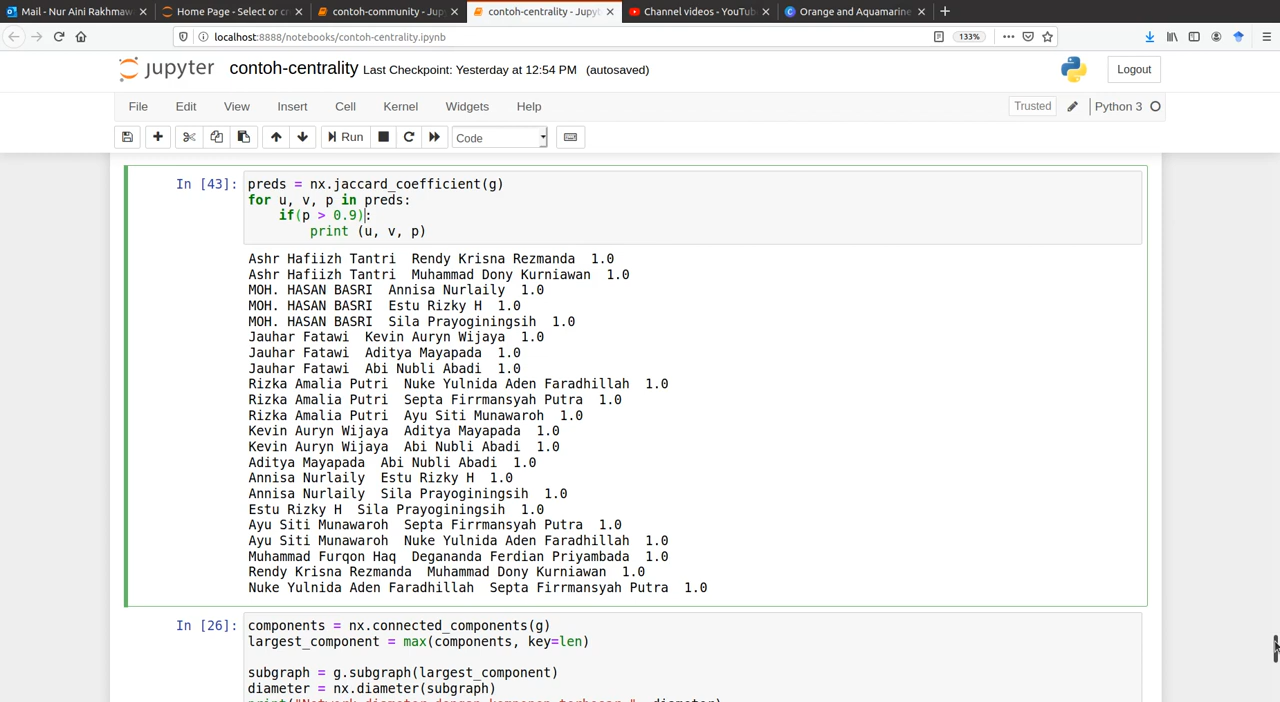 Mail - Nur Aini Rakhmaw
Home Page - Select or cr
contoh-community - Jup
contoh-centrality - Jupyt
Channel videos - YouTub
Orange and Aquamarine
localhost:8888/notebooks/contoh-centrality.ipynb
133%
jupyter contoh-centrality Last Checkpoint: Yesterday at 12:54 PM (autosaved)
Logout
File Edit View Insert Cell Kernel Widgets Help
Trusted
Python 3
Run
Code
In [43]:
preds = nx.jaccard_coefficient(g)
for u, v, p in preds:
    if(p > 0.9):
        print (u, v, p)
Ashr Hafiizh Tantri  Rendy Krisna Rezmanda  1.0
Ashr Hafiizh Tantri  Muhammad Dony Kurniawan  1.0
MOH. HASAN BASRI  Annisa Nurlaily  1.0
MOH. HASAN BASRI  Estu Rizky H  1.0
MOH. HASAN BASRI  Sila Prayoginingsih  1.0
Jauhar Fatawi  Kevin Auryn Wijaya  1.0
Jauhar Fatawi  Aditya Mayapada  1.0
Jauhar Fatawi  Abi Nubli Abadi  1.0
Rizka Amalia Putri  Nuke Yulnida Aden Faradhillah  1.0
Rizka Amalia Putri  Septa Firrmansyah Putra  1.0
Rizka Amalia Putri  Ayu Siti Munawaroh  1.0
Kevin Auryn Wijaya  Aditya Mayapada  1.0
Kevin Auryn Wijaya  Abi Nubli Abadi  1.0
Aditya Mayapada  Abi Nubli Abadi  1.0
Annisa Nurlaily  Estu Rizky H  1.0
Annisa Nurlaily  Sila Prayoginingsih  1.0
Estu Rizky H  Sila Prayoginingsih  1.0
Ayu Siti Munawaroh  Septa Firrmansyah Putra  1.0
Ayu Siti Munawaroh  Nuke Yulnida Aden Faradhillah  1.0
Muhammad Furqon Haq  Degananda Ferdian Priyambada  1.0
Rendy Krisna Rezmanda  Muhammad Dony Kurniawan  1.0
Nuke Yulnida Aden Faradhillah  Septa Firrmansyah Putra  1.0
In [26]:
components = nx.connected_components(g)
largest_component = max(components, key=len)
subgraph = g.subgraph(largest_component)
diameter = nx.diameter(subgraph)
print("Network diameter dengan komponen terbesar:", diameter)